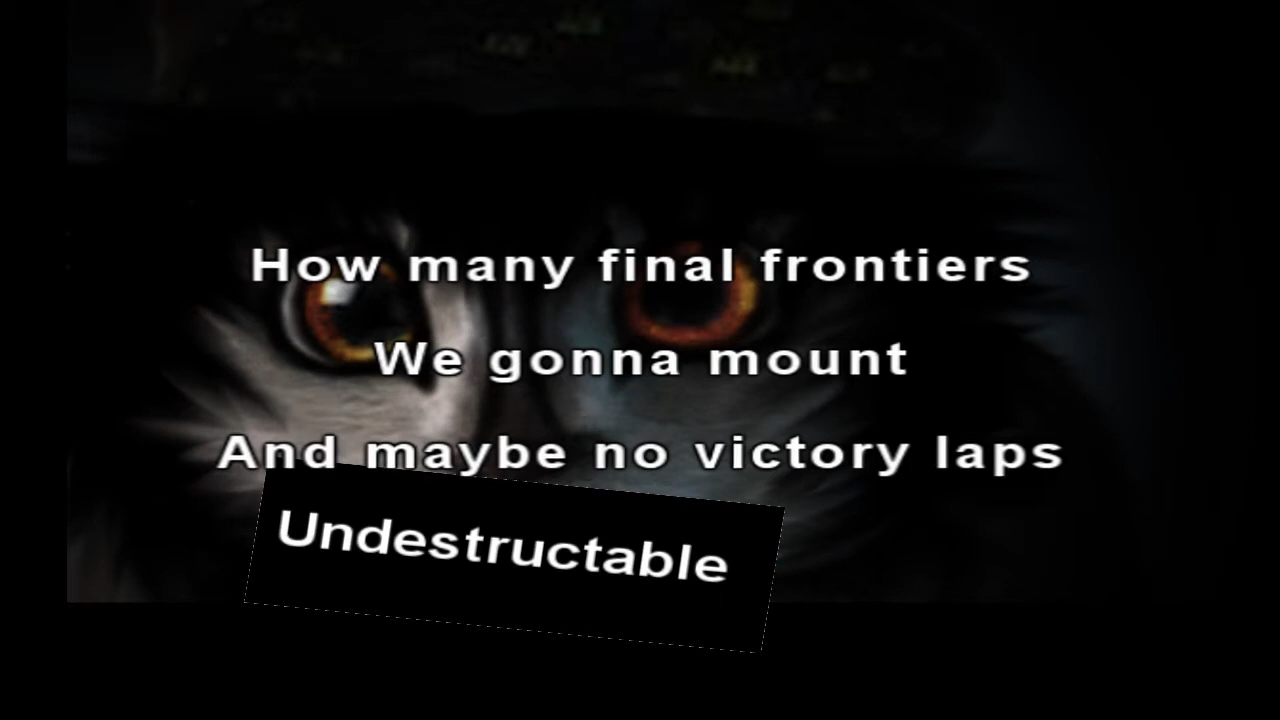 How many final frontiers
We gonna mount
And maybe no victory laps
Undestructable